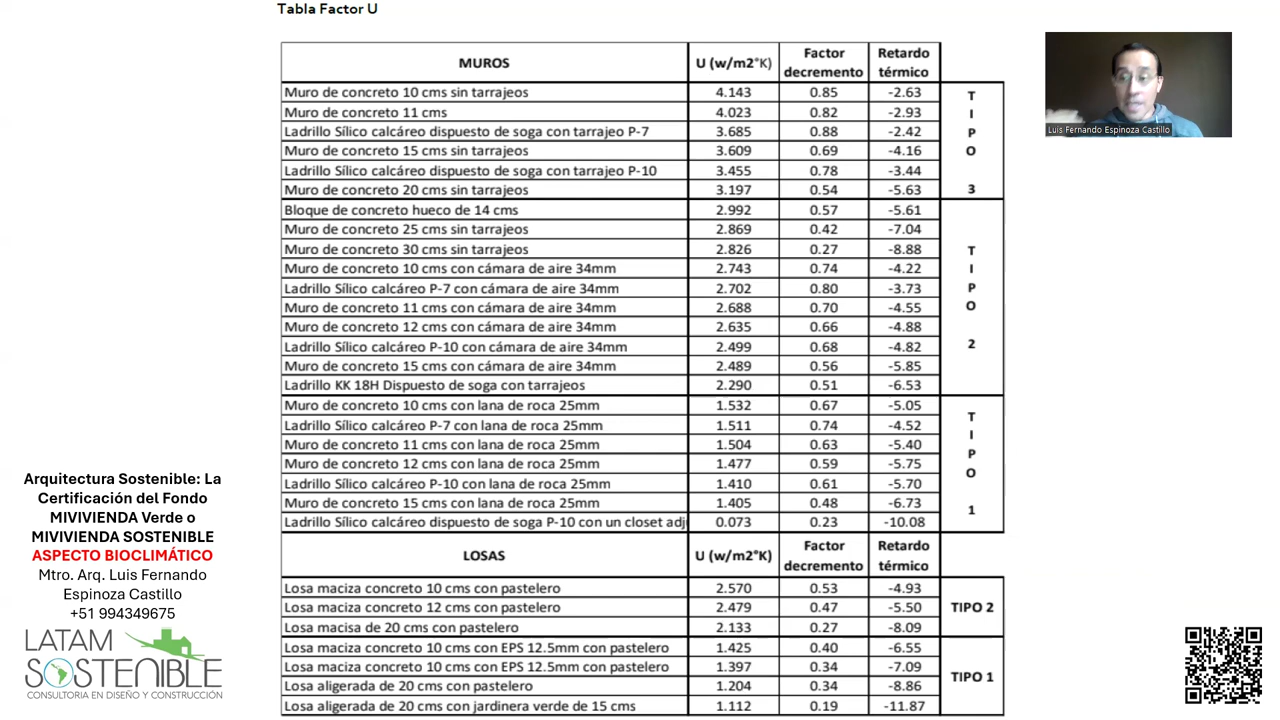 Tabla Factor U
MUROS U (w/m2°K) Factor decremento Retardo térmico
Muro de concreto 10 cms sin tarrajeos 4.143 0.85 -2.63
Muro de concreto 11 cms 4.023 0.82 -2.93
Ladrillo Sílico calcáreo dispuesto de soga con tarrajeo P-7 3.685 0.88 -2.42
Muro de concreto 15 cms sin tarrajeos 3.609 0.69 -4.16
Ladrillo Sílico calcáreo dispuesto de soga con tarrajeo P-10 3.455 0.78 -3.44
Muro de concreto 20 cms sin tarrajeos 3.197 0.54 -5.63
TIPO 3
Bloque de concreto hueco de 14 cms 2.992 0.57 -5.61
Muro de concreto 25 cms sin tarrajeos 2.869 0.42 -7.04
Muro de concreto 30 cms sin tarrajeos 2.826 0.27 -8.88
Muro de concreto 10 cms con cámara de aire 34mm 2.743 0.74 -4.22
Ladrillo Sílico calcáreo P-7 con cámara de aire 34mm 2.702 0.80 -3.73
Muro de concreto 11 cms con cámara de aire 34mm 2.688 0.70 -4.55
Muro de concreto 12 cms con cámara de aire 34mm 2.635 0.66 -4.88
Ladrillo Sílico calcáreo P-10 con cámara de aire 34mm 2.499 0.68 -4.82
Muro de concreto 15 cms con cámara de aire 34mm 2.489 0.56 -5.85
Ladrillo KK 18H Dispuesto de soga con tarrajeos 2.290 0.51 -6.53
TIPO 2
Muro de concreto 10 cms con lana de roca 25mm 1.532 0.67 -5.05
Ladrillo Sílico calcáreo P-7 con lana de roca 25mm 1.511 0.74 -4.52
Muro de concreto 11 cms con lana de roca 25mm 1.504 0.63 -5.40
Muro de concreto 12 cms con lana de roca 25mm 1.477 0.59 -5.75
Ladrillo Sílico calcáreo P-10 con lana de roca 25mm 1.410 0.61 -5.70
Muro de concreto 15 cms con lana de roca 25mm 1.405 0.48 -6.73
Ladrillo Sílico calcáreo dispuesto de soga P-10 con un closet adj 0.073 0.23 -10.08
TIPO 1
LOSAS U (w/m2°K) Factor decremento Retardo térmico
Losa maciza concreto 10 cms con pastelero 2.570 0.53 -4.93
Losa maciza concreto 12 cms con pastelero 2.479 0.47 -5.50
Losa macisa de 20 cms con pastelero 2.133 0.27 -8.09
TIPO 2
Losa maciza concreto 10 cms con EPS 12.5mm con pastelero 1.425 0.40 -6.55
Losa maciza concreto 10 cms con EPS 12.5mm con pastelero 1.397 0.34 -7.09
Losa aligerada de 20 cms con pastelero 1.204 0.34 -8.86
Losa aligerada de 20 cms con jardinera verde de 15 cms 1.112 0.19 -11.87
TIPO 1
Luis Fernando Espinoza Castillo
Arquitectura Sostenible: La
Certificación del Fondo
MIVIVIENDA Verde o
MIVIVIENDA SOSTENIBLE
ASPECTO BIOCLIMÁTICO
Mtro. Arq. Luis Fernando
Espinoza Castillo
+51 994349675
LATAM
SOSTENIBLE
CONSULTORIA EN DISEÑO Y CONSTRUCCIÓN